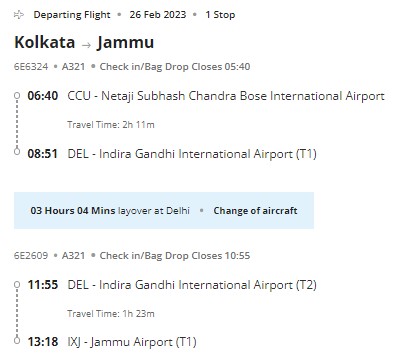 Departing Flight • 26 Feb 2023 • 1 Stop
Kolkata → Jammu
6E6324 • A321 • Check in/Bag Drop Closes 05:40
06:40 CCU - Netaji Subhash Chandra Bose International Airport
Travel Time: 2h 11m
08:51 DEL - Indira Gandhi International Airport (T1)
03 Hours 04 Mins layover at Delhi • Change of aircraft
6E2609 • A321 • Check in/Bag Drop Closes 10:55
11:55 DEL - Indira Gandhi International Airport (T2)
Travel Time: 1h 23m
13:18 IXJ - Jammu Airport (T1)